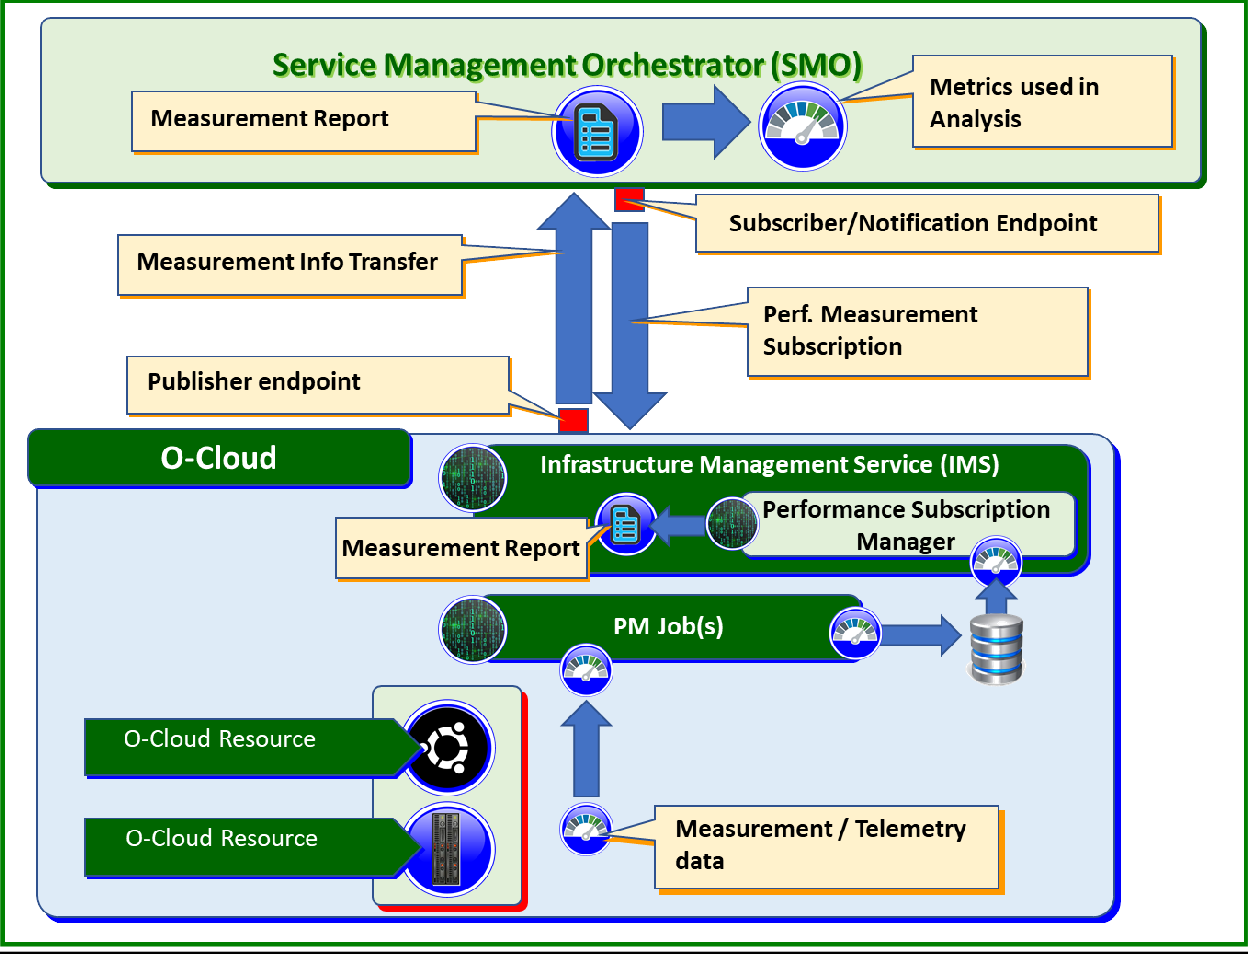 Service Management Orchestrator (SMO)
Measurement Report
Metrics used in
Analysis
Subscriber/Notification Endpoint
Measurement Info Transfer
Perf. Measurement
Subscription
Publisher endpoint
O-Cloud
Infrastructure Management Service (IMS)
Performance Subscription
Manager
Measurement Report
PM Job(s)
O-Cloud Resource
O-Cloud Resource
Measurement / Telemetry
data